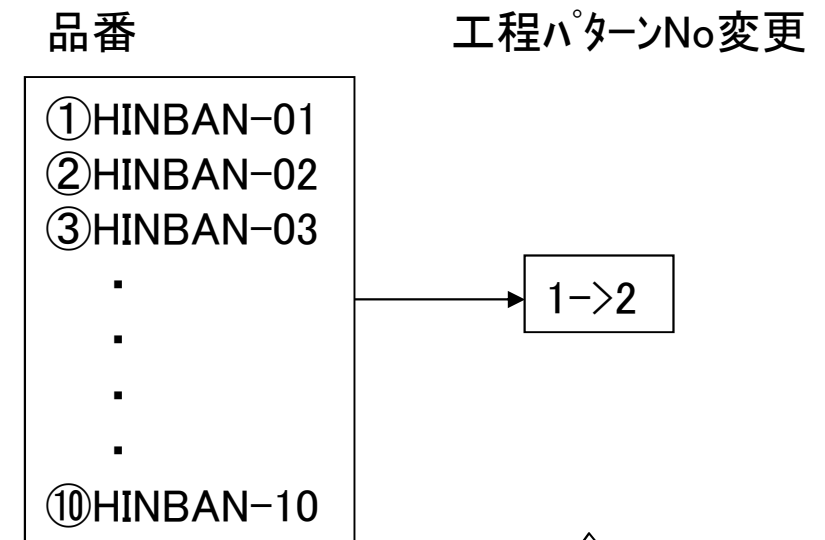 品番
工程ﾊﾟﾀｰﾝNo変更
①HINBAN-01
②HINBAN-02
③HINBAN-03
・
・
・
・
⑩HINBAN-10
1->2